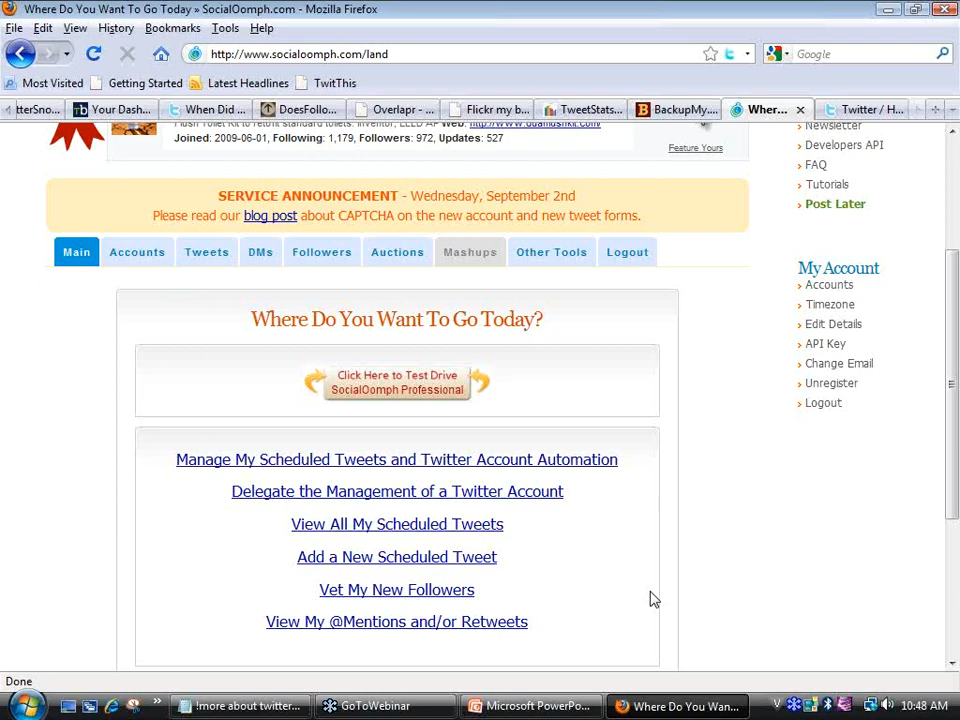 Where Do You Want To Go Today » SocialOomph.com - Mozilla Firefox
File Edit View History Bookmarks Tools Help
http://www.socialoomph.com/land
Google
Most Visited Getting Started Latest Headlines TwitThis
tterSno... Your Dash... When Did ... DoesFollo... Overlapr - ... Flickr my b... TweetStats... BackupMy.... Wher... Twitter / H...
Joined: 2009-06-01, Following: 1,179, Followers: 972, Updates: 527
Feature Yours
Newsletter
Developers API
FAQ
Tutorials
Post Later
SERVICE ANNOUNCEMENT - Wednesday, September 2nd
Please read our blog post about CAPTCHA on the new account and new tweet forms.
Main Accounts Tweets DMs Followers Auctions Mashups Other Tools Logout
My Account
Accounts
Timezone
Edit Details
API Key
Change Email
Unregister
Logout
Where Do You Want To Go Today?
Click Here to Test Drive
SocialOomph Professional
Manage My Scheduled Tweets and Twitter Account Automation
Delegate the Management of a Twitter Account
View All My Scheduled Tweets
Add a New Scheduled Tweet
Vet My New Followers
View My @Mentions and/or Retweets
Done
!more about twitter... GoToWebinar Microsoft PowerPo... Where Do You Wan... V 10:48 AM